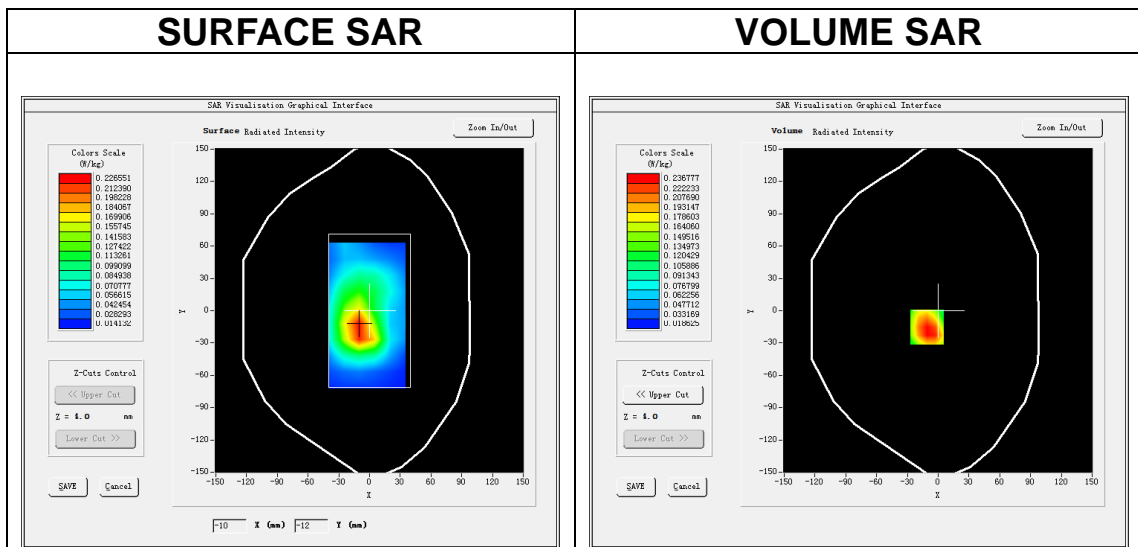 SURFACE SAR
VOLUME SAR
SAR Visualisation Graphical Interface
Surface Radiated Intensity
Zoom In/Out
Colors Scale
(W/kg)
0.226551
0.212390
0.198228
0.184067
0.169906
0.155745
0.141583
0.127422
0.113261
0.099099
0.084938
0.070777
0.056615
0.042454
0.028293
0.014132
150
120
90
60
30
0
-30
-60
-90
-120
-150
Y
-150 -120 -90 -60 -30 0 30 60 90 120 150
X
Z-Cuts Control
<< Upper Cut
Z = 4.0 mm
Lower Cut >>
SAVE Cancel
-10 X (mm) -12 Y (mm)
SAR Visualisation Graphical Interface
Volume Radiated Intensity
Zoom In/Out
Colors Scale
(W/kg)
0.236777
0.222233
0.207690
0.193147
0.178603
0.164060
0.149516
0.134973
0.120429
0.105886
0.091343
0.076799
0.062256
0.047712
0.033169
0.018625
150
120
90
60
30
0
-30
-60
-90
-120
-150
Y
-150 -120 -90 -60 -30 0 30 60 90 120 150
X
Z-Cuts Control
<< Upper Cut
Z = 4.0 mm
Lower Cut >>
SAVE Cancel